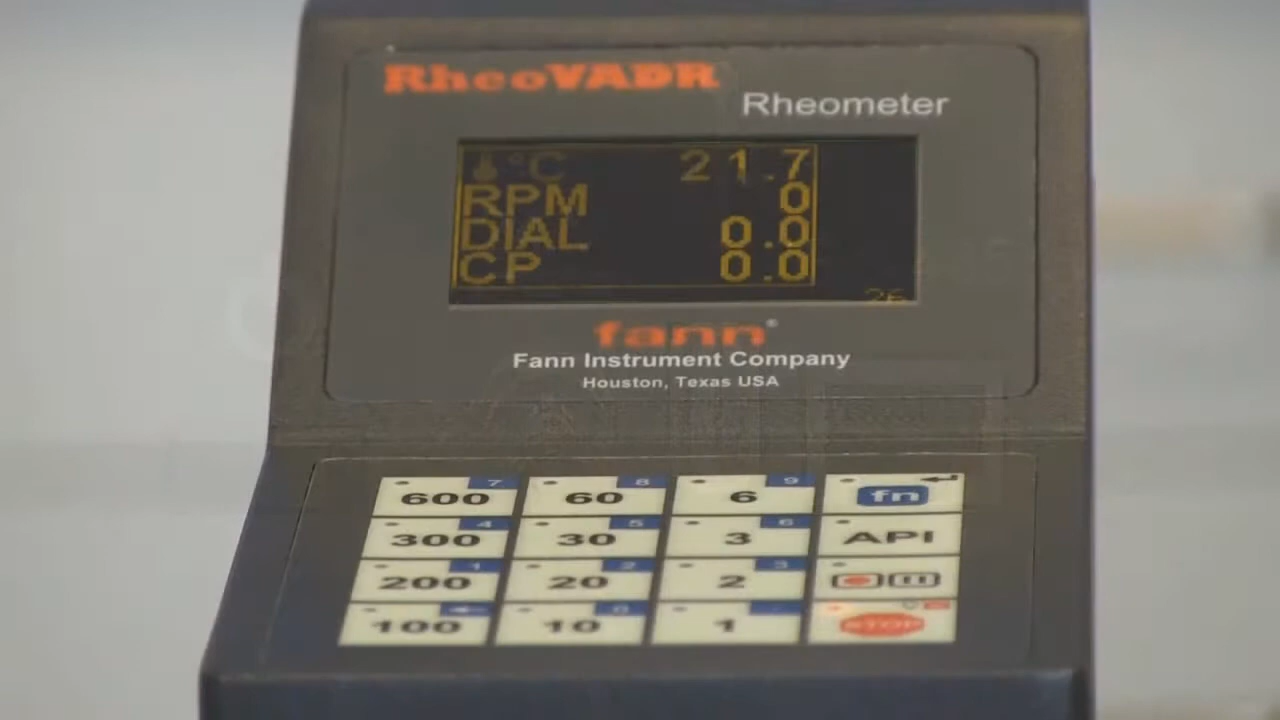 RheoVADR
Rheometer
°C 21.7
RPM 0
DIAL 0.0
CP 0.0
26
fann®
Fann Instrument Company
Houston, Texas USA
7 8 9
600 60 6 fn
4 5 6
300 30 3 API
1 2 3
200 20 2
0
100 10 1 STOP